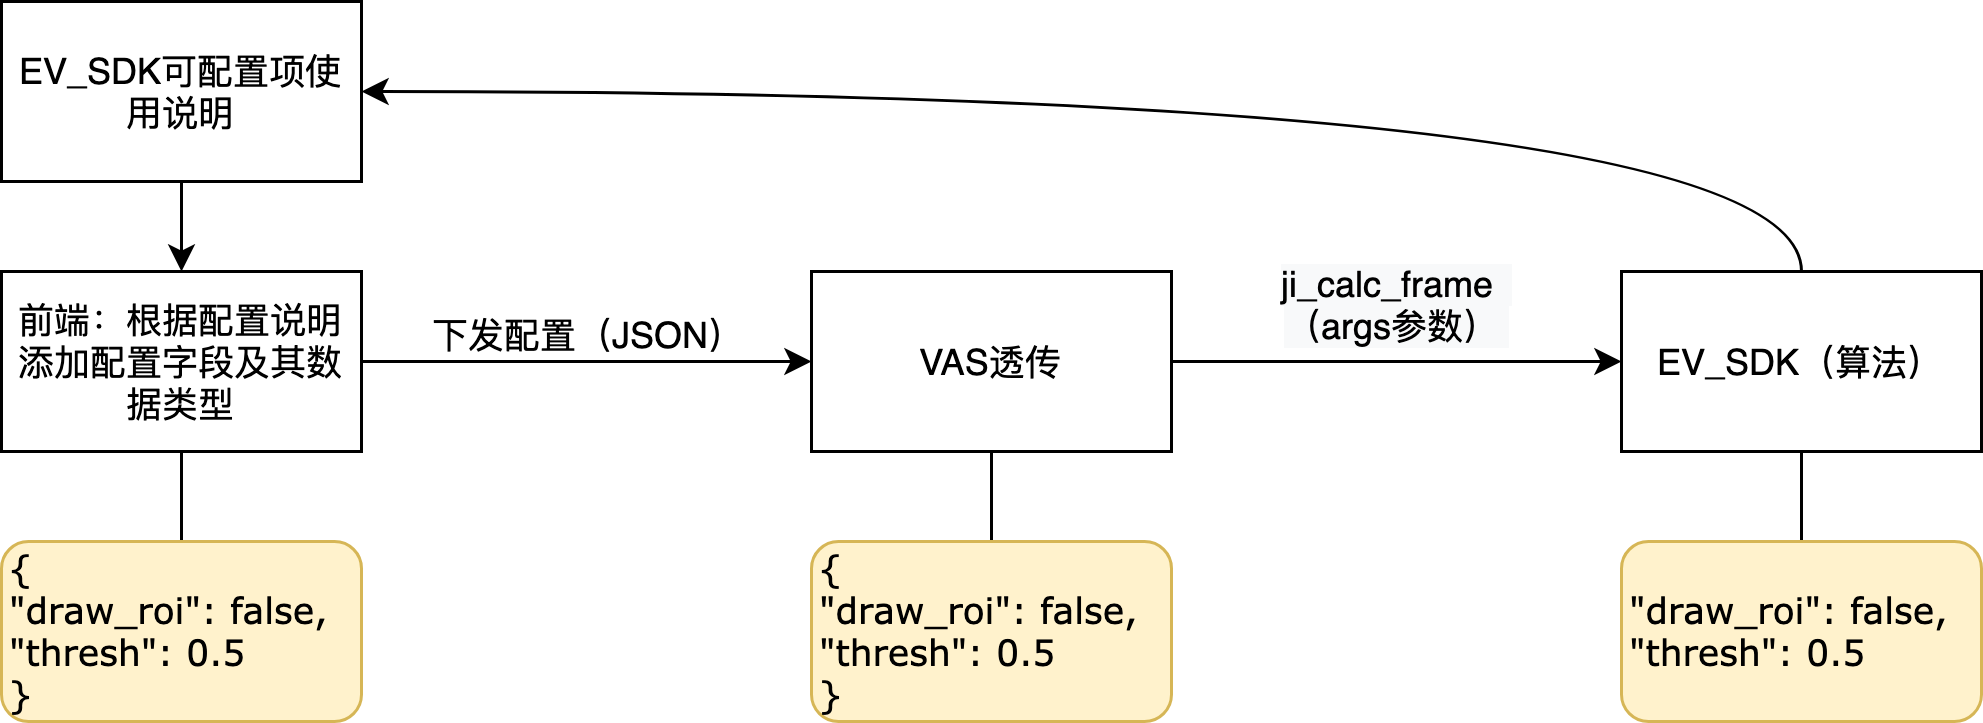 EV_SDK可配置项使
用说明
前端：根据配置说明
添加配置字段及其数
据类型
下发配置（JSON）
VAS透传
ji_calc_frame
（args参数）
EV_SDK（算法）
{
"draw_roi": false,
"thresh": 0.5
}
{
"draw_roi": false,
"thresh": 0.5
}
"draw_roi": false,
"thresh": 0.5